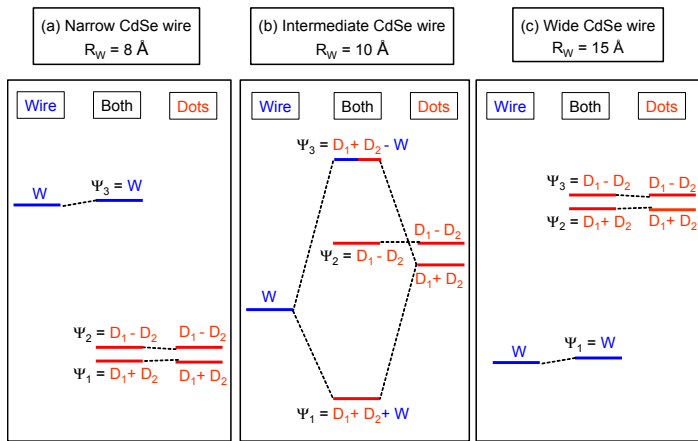 (a) Narrow CdSe wire
R_W = 8 Å
Wire
Both
Dots
W
Ψ₃ = W
Ψ₂ = D₁ - D₂
D₁ - D₂
Ψ₁ = D₁+ D₂
D₁+ D₂
(b) Intermediate CdSe wire
R_W = 10 Å
Wire
Both
Dots
Ψ₃ = D₁+ D₂ - W
D₁ - D₂
Ψ₂ = D₁ - D₂
D₁+ D₂
W
Ψ₁ = D₁+ D₂+ W
(c) Wide CdSe wire
R_W = 15 Å
Wire
Both
Dots
Ψ₃ = D₁ - D₂
D₁ - D₂
Ψ₂ = D₁+ D₂
D₁+ D₂
W
Ψ₁ = W